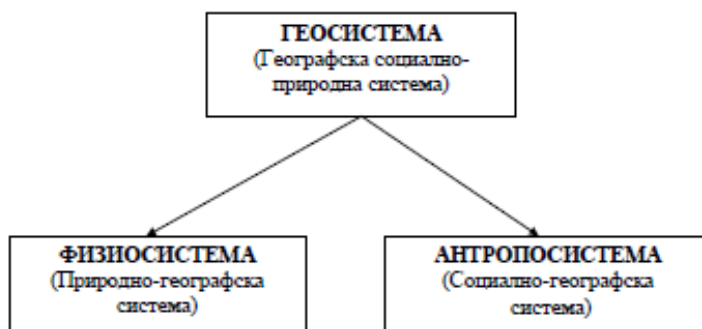 ГЕОСИСТЕМА
(Географска социално-
природна система)
ФИЗИОСИСТЕМА
(Природно-географска
система)
АНТРОПОСИСТЕМА
(Социално-географска
система)